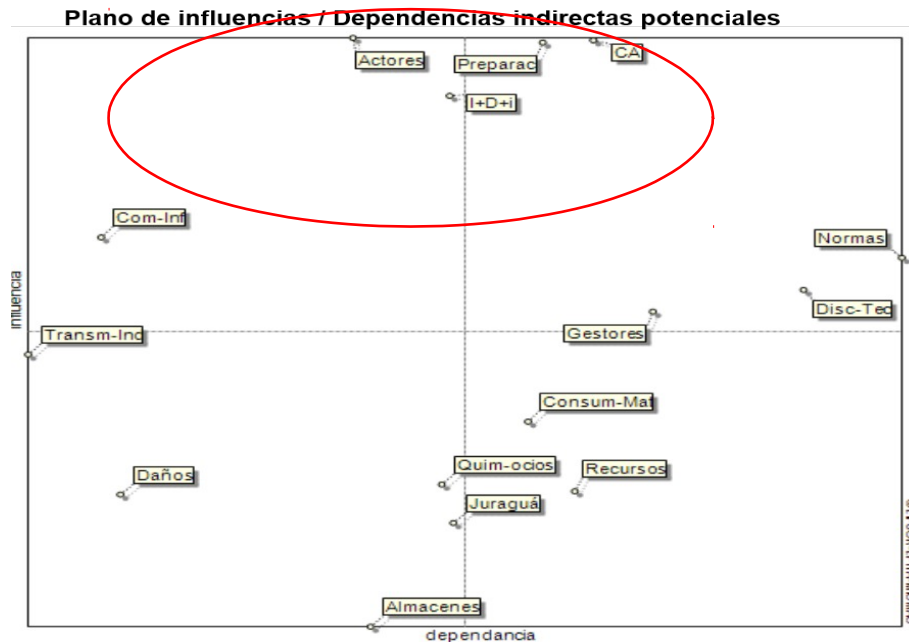 Plano de influencias / Dependencias indirectas potenciales
Actores
Preparac
CA
I+D+i
Com-Inf
Normas
influencia
Disc-Tec
Transm-Ind
Gestores
Consum-Mat
Daños
Quim-ocios
Recursos
Juraguá
Almacenes
dependancia